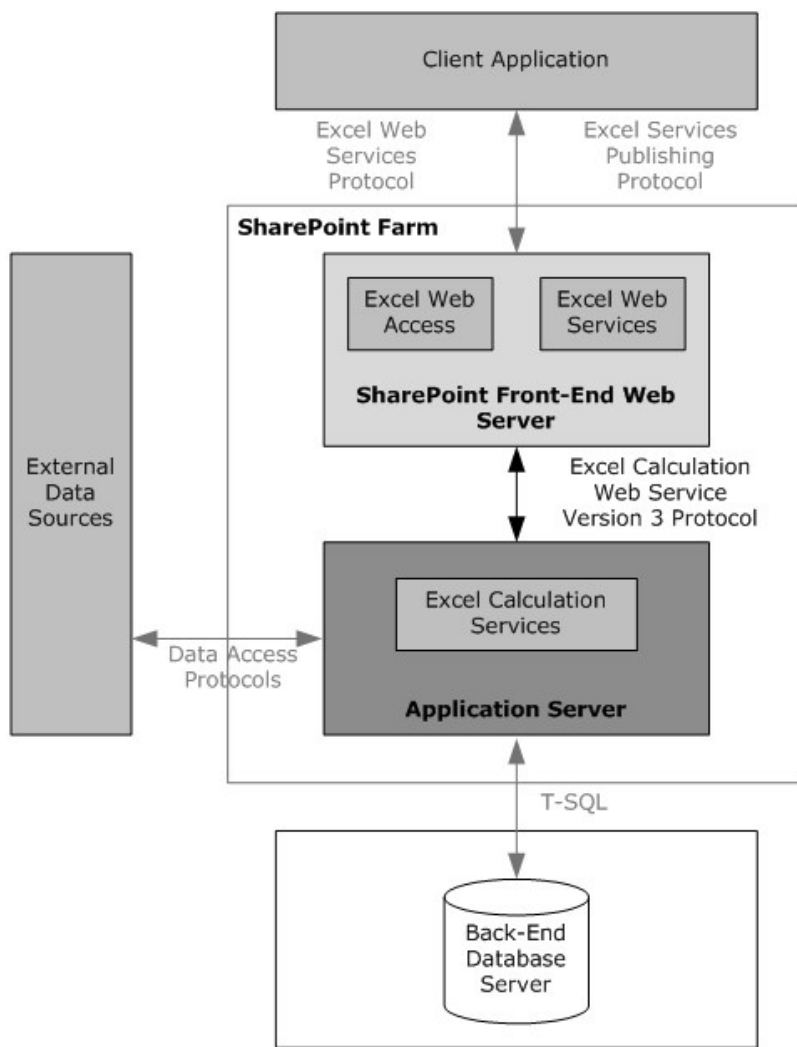 Client Application
Excel Web
Services
Protocol
Excel Services
Publishing
Protocol
SharePoint Farm
Excel Web
Access
Excel Web
Services
SharePoint Front-End Web
Server
External
Data
Sources
Excel Calculation
Web Service
Version 3 Protocol
Excel Calculation
Services
Data Access
Protocols
Application Server
T-SQL
Back-End
Database
Server